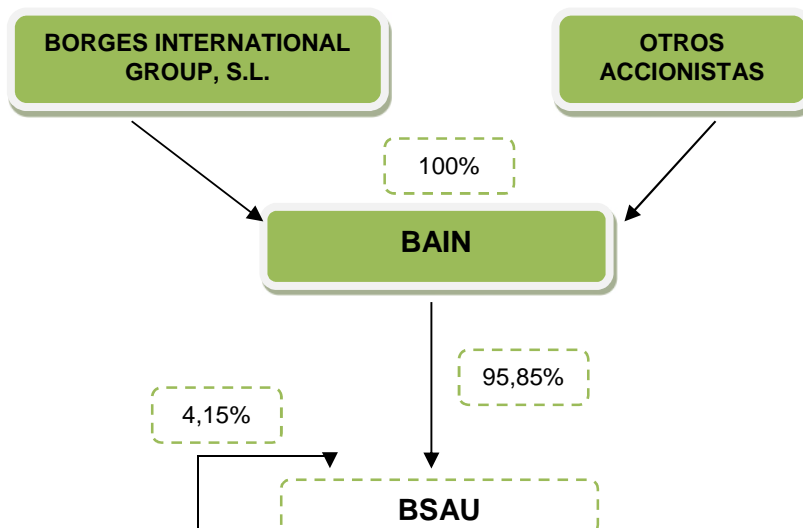 BORGES INTERNATIONAL
GROUP, S.L.
OTROS
ACCIONISTAS
100%
BAIN
95,85%
4,15%
BSAU